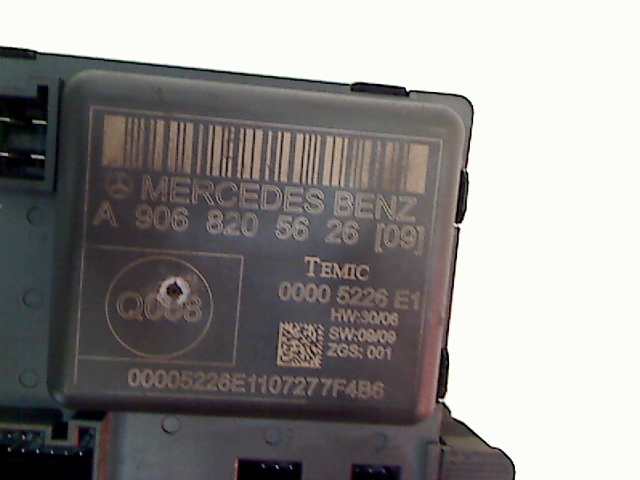 MERCEDES BENZ
A 906 820 56 26 [09]
TEMIC
Q008
0000 5226 E1
HW:30/06
SW:09/09
ZGS: 001
00005226E1107277F4B6